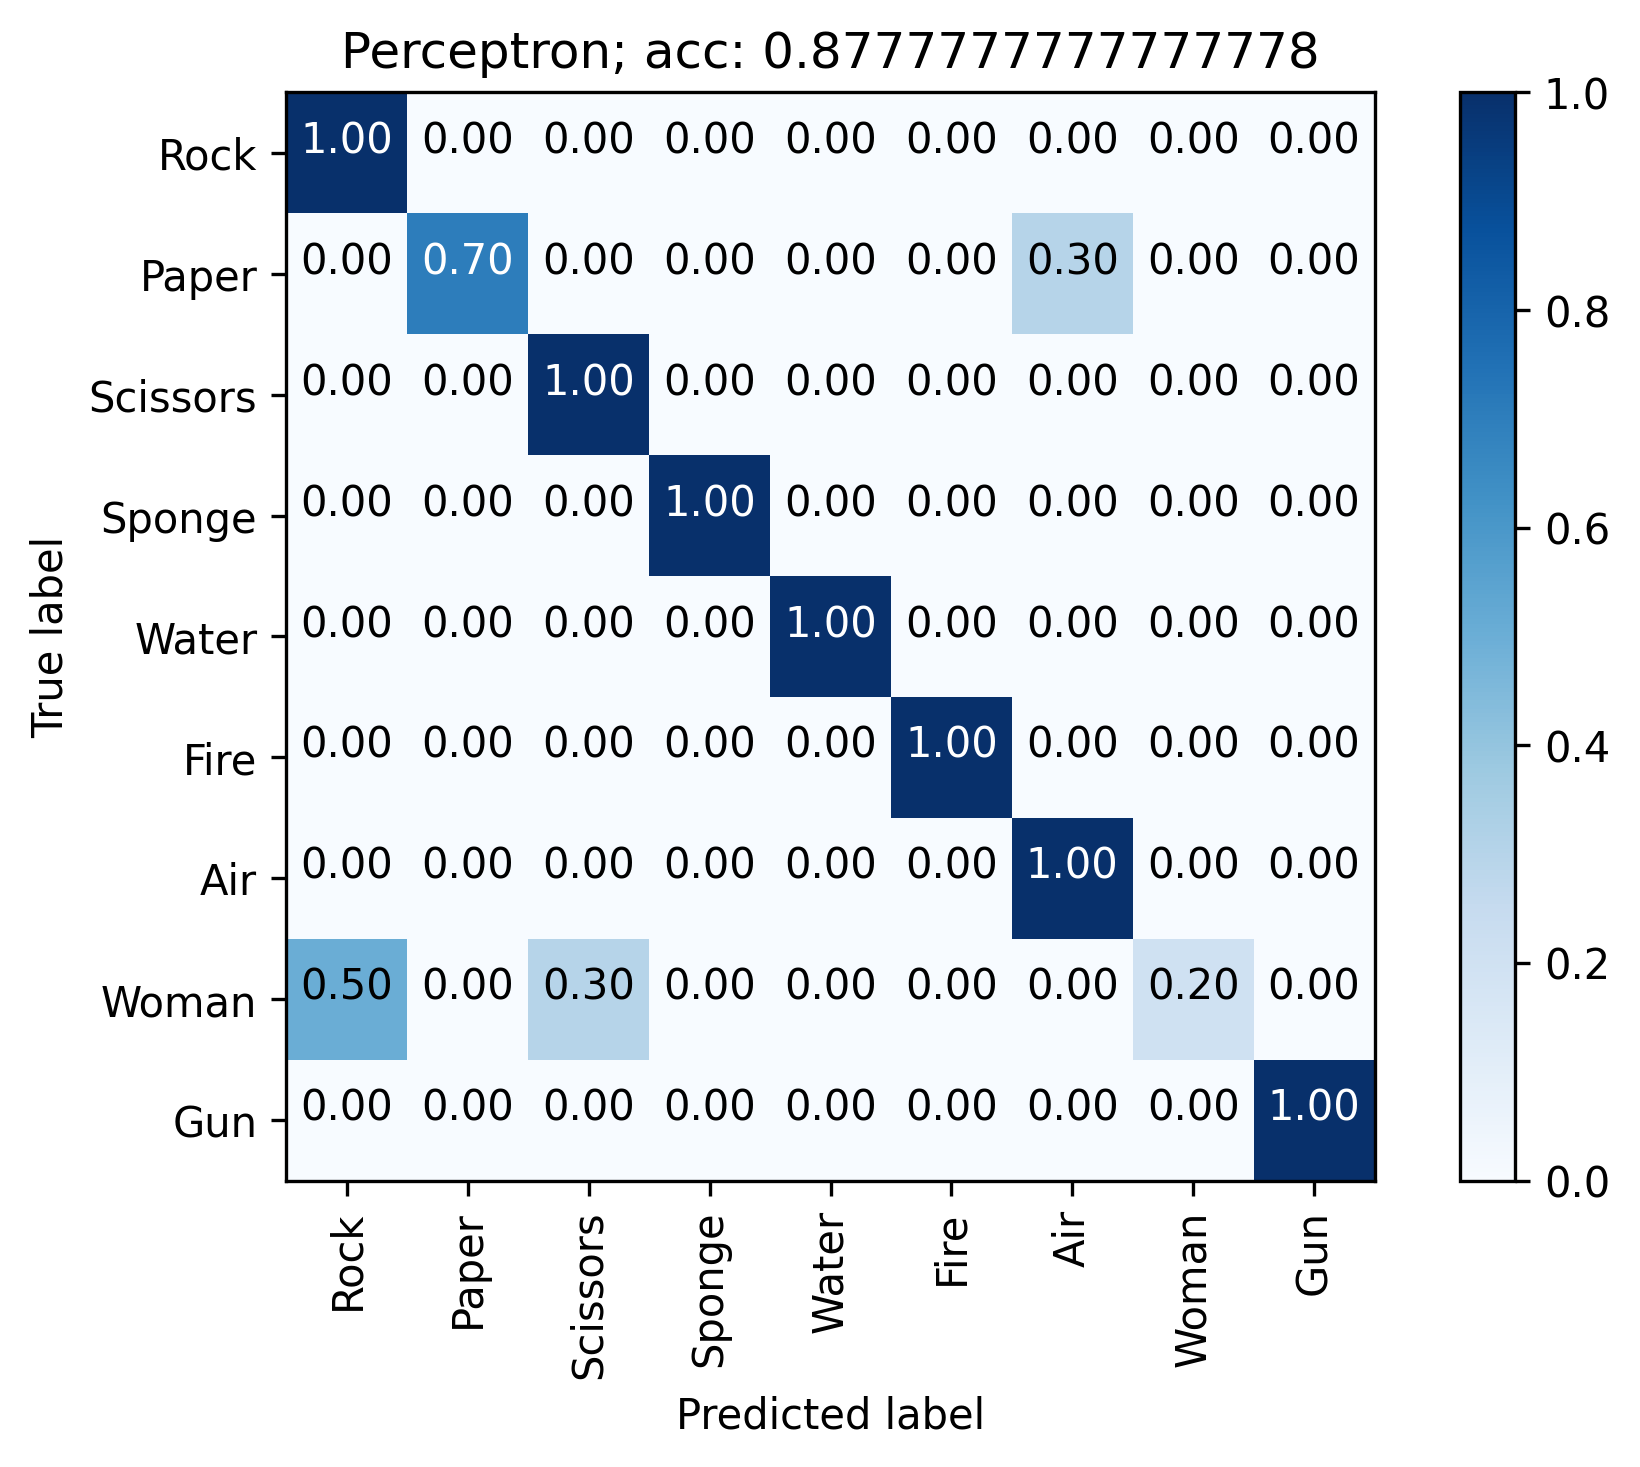 Perceptron; acc: 0.8777777777777778
Rock 1.00 0.00 0.00 0.00 0.00 0.00 0.00 0.00 0.00
Paper 0.00 0.70 0.00 0.00 0.00 0.00 0.30 0.00 0.00
Scissors 0.00 0.00 1.00 0.00 0.00 0.00 0.00 0.00 0.00
Sponge 0.00 0.00 0.00 1.00 0.00 0.00 0.00 0.00 0.00
Water 0.00 0.00 0.00 0.00 1.00 0.00 0.00 0.00 0.00
Fire 0.00 0.00 0.00 0.00 0.00 1.00 0.00 0.00 0.00
Air 0.00 0.00 0.00 0.00 0.00 0.00 1.00 0.00 0.00
Woman 0.50 0.00 0.30 0.00 0.00 0.00 0.00 0.20 0.00
Gun 0.00 0.00 0.00 0.00 0.00 0.00 0.00 0.00 1.00
True label
Rock Paper Scissors Sponge Water Fire Air Woman Gun
Predicted label
1.0
0.8
0.6
0.4
0.2
0.0